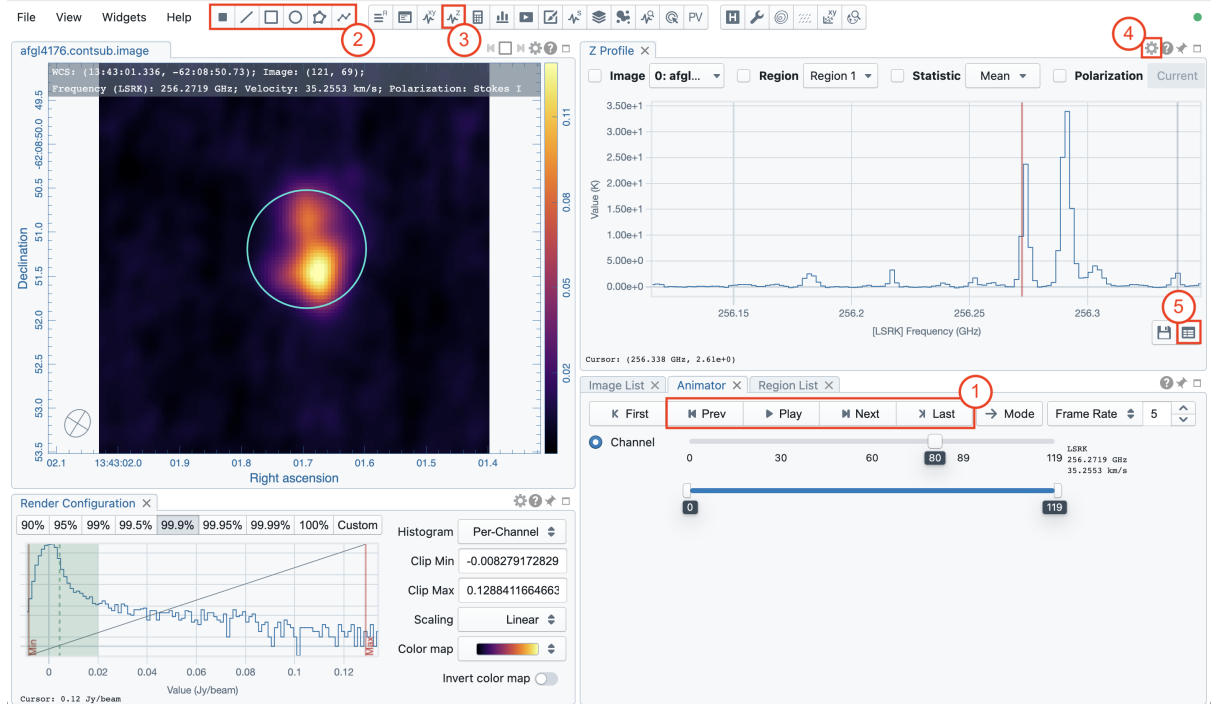 File View Widgets Help
PV
2
3
4
afgl4176.contsub.image
WCS: (13:43:01.336, -62:08:50.73); Image: (121, 69);
Frequency (LSRK): 256.2719 GHz; Velocity: 35.2553 km/s; Polarization: Stokes I
Declination
49.5
-62:08:50.0
50.5
51.0
51.5
52.0
52.5
53.0
53.5
02.1 13:43:02.0 01.9 01.8 01.7 01.6 01.5 01.4
Right ascension
0.11
0.08
0.05
0.02
Z Profile
Image 0: afgl... Region Region 1 Statistic Mean Polarization Current
Value (K)
3.50e+1
3.00e+1
2.50e+1
2.00e+1
1.50e+1
1.00e+1
5.00e+0
0.00e+0
256.15 256.2 256.25 256.3
[LSRK] Frequency (GHz)
5
Cursor: (256.338 GHz, 2.61e+0)
Image List Animator Region List
1
First Prev Play Next Last Mode Frame Rate 5
Channel
0 30 60 80 89 119
LSRK
256.2719 GHz
35.2553 km/s
0 119
Render Configuration
90% 95% 99% 99.5% 99.9% 99.95% 99.99% 100% Custom
Min
Max
0 0.02 0.04 0.06 0.08 0.10 0.12
Value (Jy/beam)
Cursor: 0.12 Jy/beam
Histogram Per-Channel
Clip Min -0.008279172829
Clip Max 0.1288411664663
Scaling Linear
Color map
Invert color map